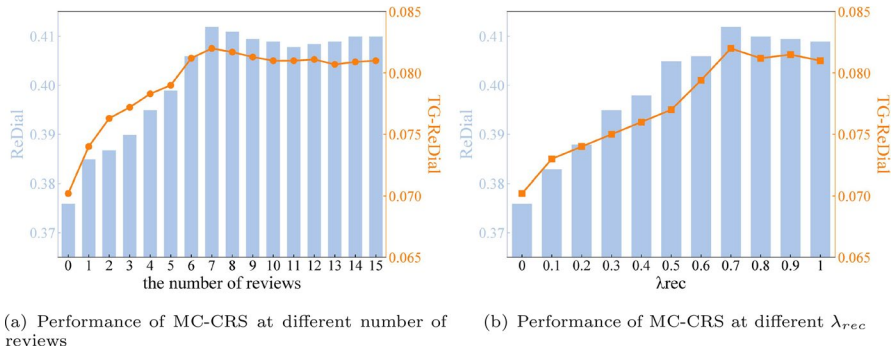 0.41
0.40
0.39
0.38
0.37
ReDial
0.085
0.080
0.075
0.070
0.065
TG-ReDial
0 1 2 3 4 5 6 7 8 9 10 11 12 13 14 15
the number of reviews
(a) Performance of MC-CRS at different number of
reviews
0.41
0.40
0.39
0.38
0.37
ReDial
0.085
0.080
0.075
0.070
0.065
TG-ReDial
0 0.1 0.2 0.3 0.4 0.5 0.6 0.7 0.8 0.9 1
λrec
(b) Performance of MC-CRS at different λrec